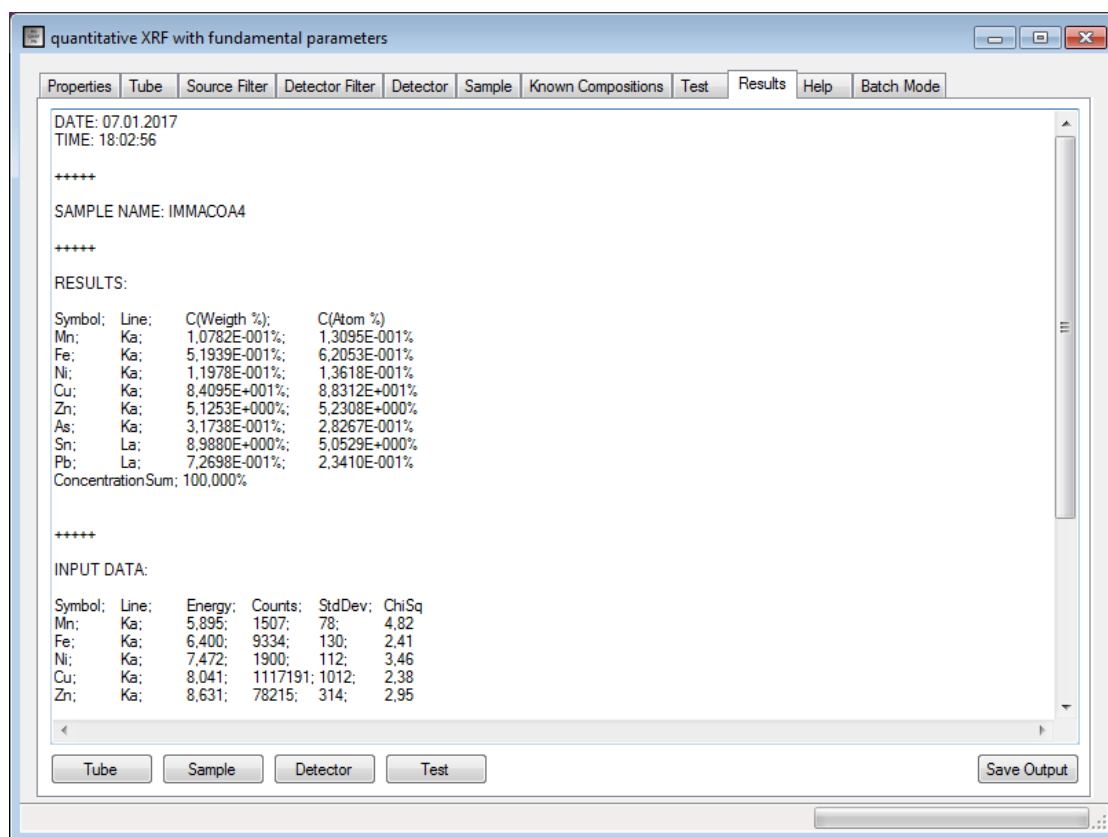 quantitative XRF with fundamental parameters
Properties Tube Source Filter Detector Filter Detector Sample Known Compositions Test Results Help Batch Mode
DATE: 07.01.2017
TIME: 18:02:56
+++++
SAMPLE NAME: IMMACOA4
+++++
RESULTS:
Symbol; Line; C(Weigth %); C(Atom %)
Mn; Ka; 1,0782E-001%; 1,3095E-001%
Fe; Ka; 5,1939E-001%; 6,2053E-001%
Ni; Ka; 1,1978E-001%; 1,3618E-001%
Cu; Ka; 8,4095E+001%; 8,8312E+001%
Zn; Ka; 5,1253E+000%; 5,2308E+000%
As; Ka; 3,1738E-001%; 2,8267E-001%
Sn; La; 8,9880E+000%; 5,0529E+000%
Pb; La; 7,2698E-001%; 2,3410E-001%
ConcentrationSum; 100,000%
+++++
INPUT DATA:
Symbol; Line; Energy; Counts; StdDev; ChiSq
Mn; Ka; 5,895; 1507; 78; 4,82
Fe; Ka; 6,400; 9334; 130; 2,41
Ni; Ka; 7,472; 1900; 112; 3,46
Cu; Ka; 8,041; 1117191; 1012; 2,38
Zn; Ka; 8,631; 78215; 314; 2,95
Tube Sample Detector Test Save Output